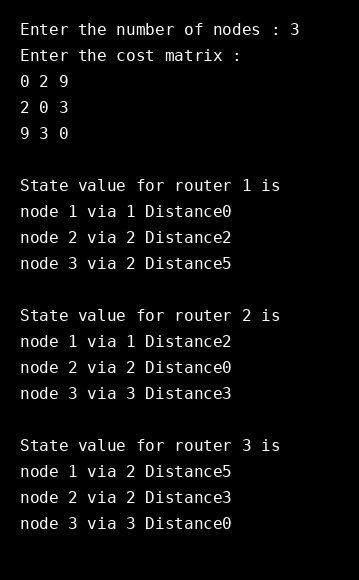 Enter the number of nodes : 3
Enter the cost matrix :
0 2 9
2 0 3
9 3 0
State value for router 1 is
node 1 via 1 Distance0
node 2 via 2 Distance2
node 3 via 2 Distance5
State value for router 2 is
node 1 via 1 Distance2
node 2 via 2 Distance0
node 3 via 3 Distance3
State value for router 3 is
node 1 via 2 Distance5
node 2 via 2 Distance3
node 3 via 3 Distance0